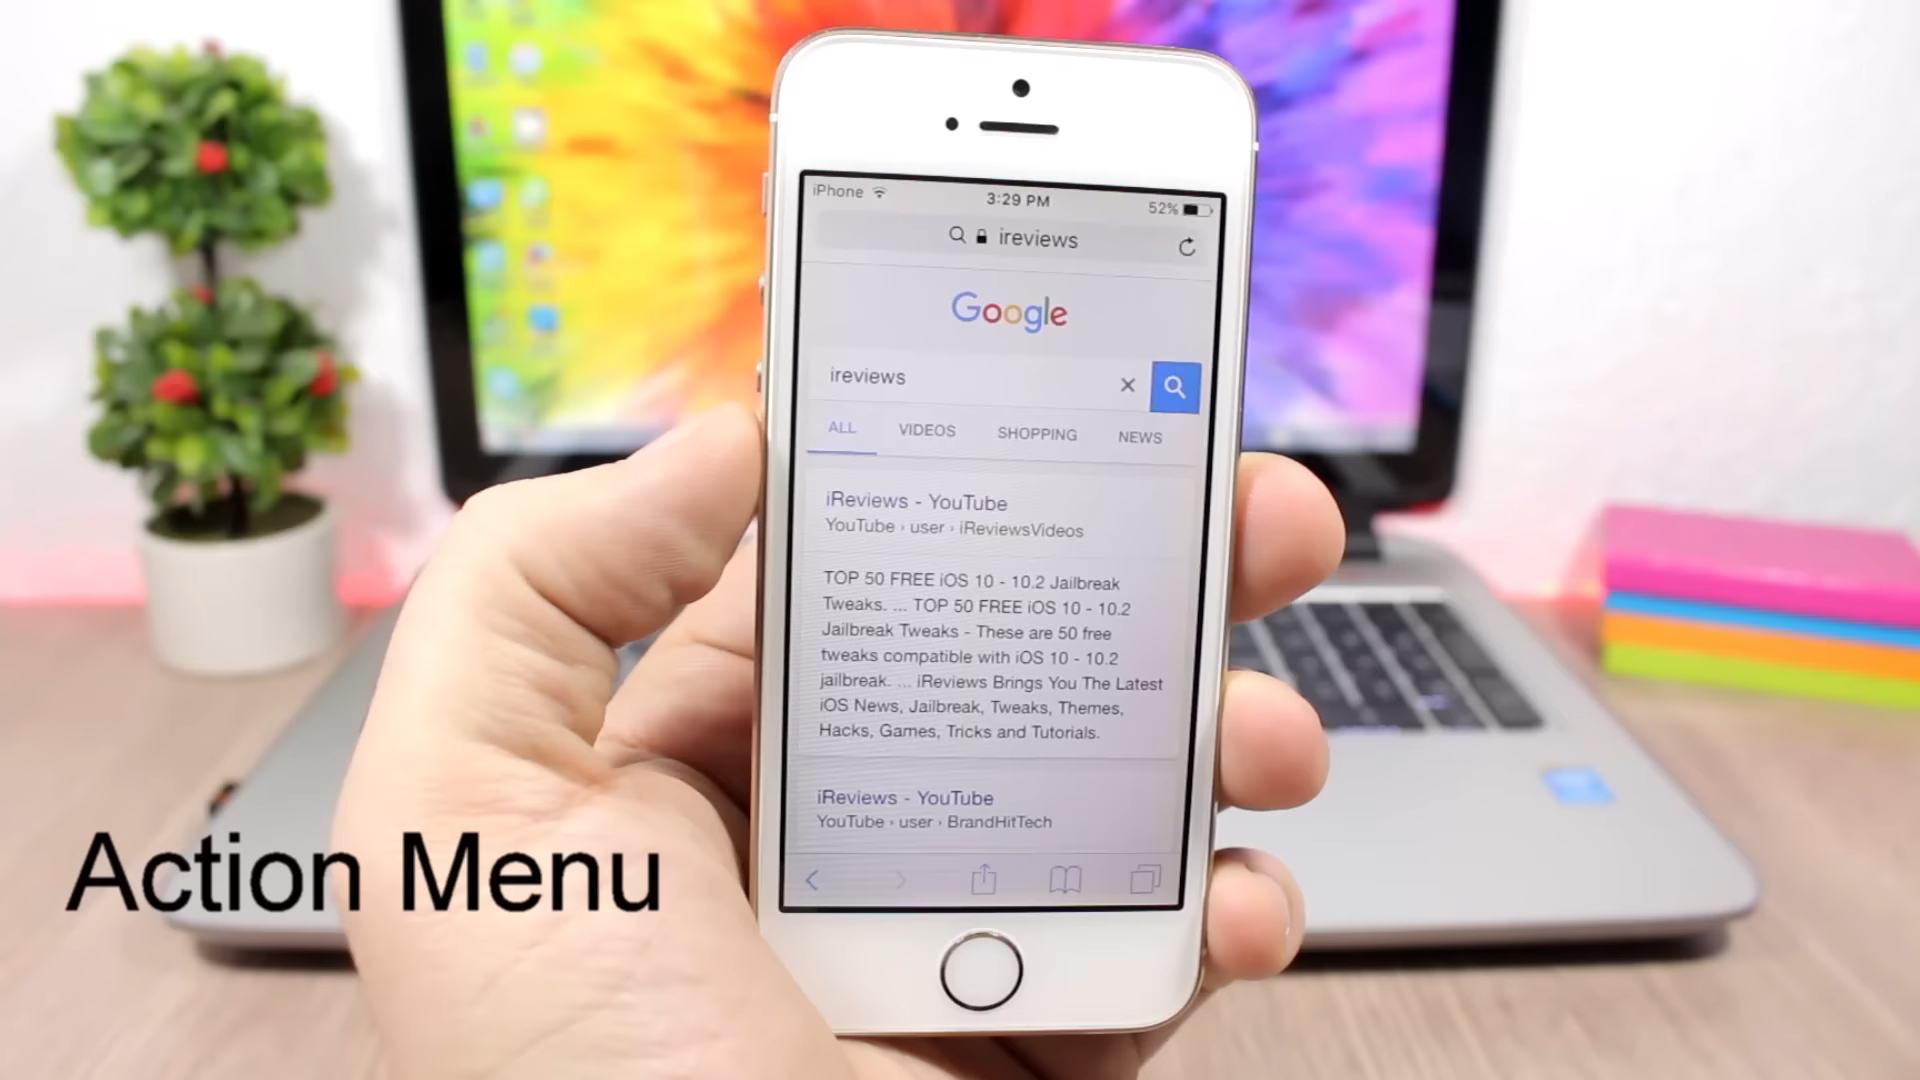 iPhone
3:29 PM
52%
ireviews
Google
ireviews
ALL VIDEOS SHOPPING NEWS
iReviews - YouTube
YouTube › user › iReviewsVideos
TOP 50 FREE iOS 10 - 10.2 Jailbreak
Tweaks. ... TOP 50 FREE iOS 10 - 10.2
Jailbreak Tweaks - These are 50 free
tweaks compatible with iOS 10 - 10.2
jailbreak. ... iReviews Brings You The Latest
iOS News, Jailbreak, Tweaks, Themes,
Hacks, Games, Tricks and Tutorials.
iReviews - YouTube
YouTube › user › BrandHitTech
Action Menu